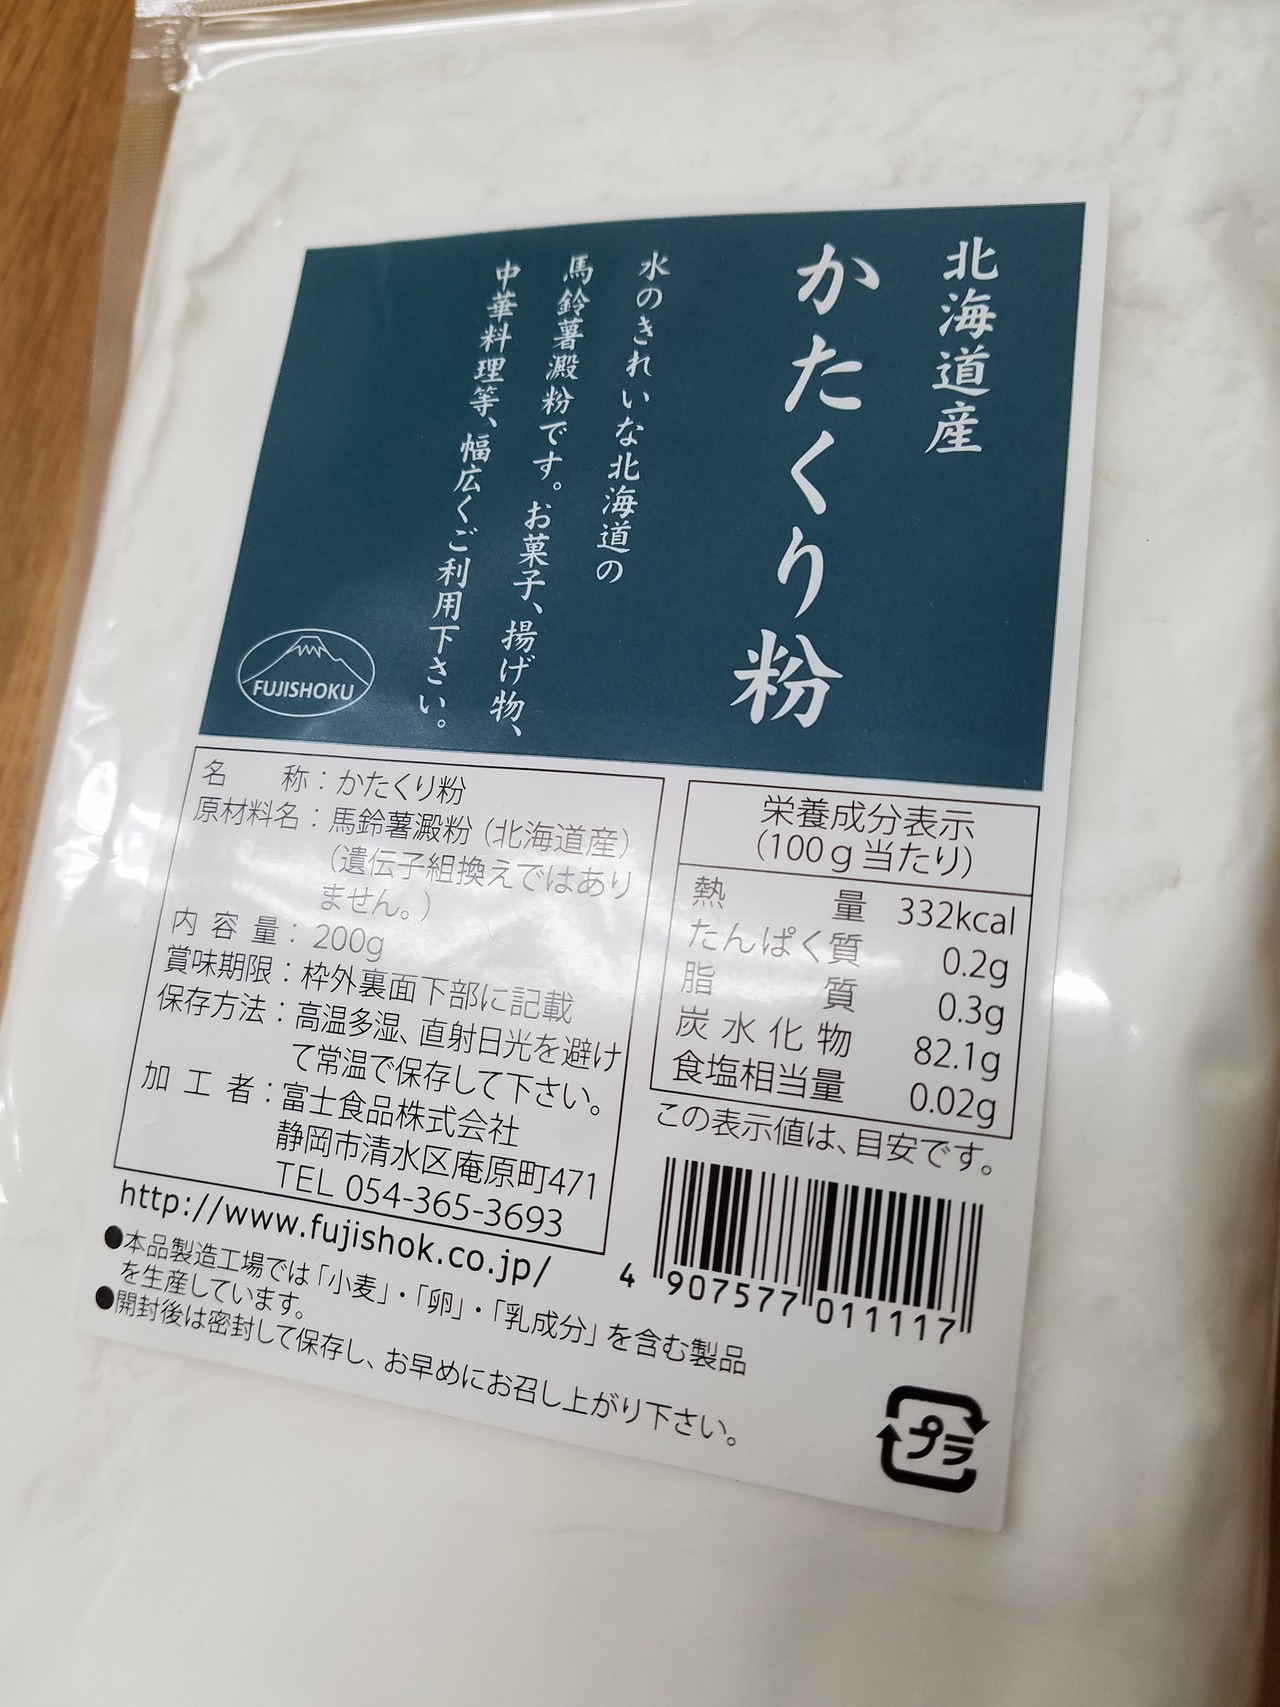 北海道産
かたくり粉
水のきれいな北海道の
馬鈴薯澱粉です。お菓子、揚げ物、
中華料理等、幅広くご利用下さい。
FUJISHOKU
名称：かたくり粉
原材料名：馬鈴薯澱粉（北海道産）
（遺伝子組換えではあり
ません。）
内容量：200g
賞味期限：枠外裏面下部に記載
保存方法：高温多湿、直射日光を避け
て常温で保存して下さい。
加工者：富士食品株式会社
静岡市清水区庵原町471
TEL 054-365-3693
http://www.fujishok.co.jp/
栄養成分表示
（100g当たり）
熱量 332kcal
たんぱく質 0.2g
脂質 0.3g
炭水化物 82.1g
食塩相当量 0.02g
この表示値は、目安です。
4 907577 011117
●本品製造工場では「小麦」・「卵」・「乳成分」を含む製品
を生産しています。
●開封後は密封して保存し、お早めにお召し上がり下さい。
プラ